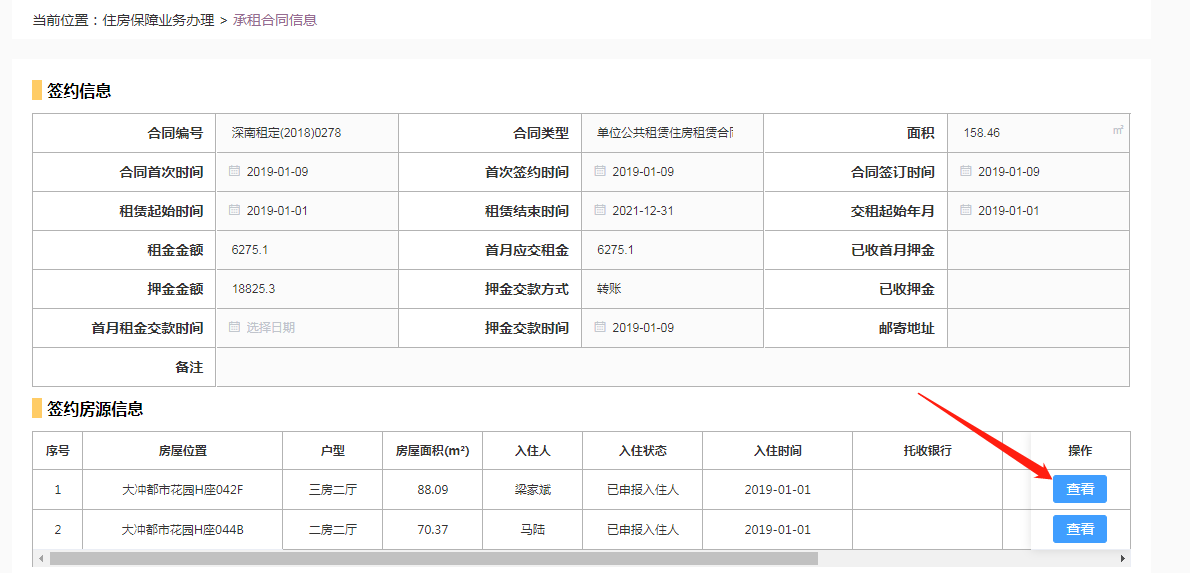 当前位置：住房保障业务办理 > 承租合同信息
签约信息
合同编号 深南租定(2018)0278 合同类型 单位公共租赁住房租赁合同 面积 158.46 ㎡
合同首次时间 2019-01-09 首次签约时间 2019-01-09 合同签订时间 2019-01-09
租赁起始时间 2019-01-01 租赁结束时间 2021-12-31 交租起始年月 2019-01-01
租金金额 6275.1 首月应交租金 6275.1 已收首月押金
押金金额 18825.3 押金交款方式 转账 已收押金
首月租金交款时间 选择日期 押金交款时间 2019-01-09 邮寄地址
备注
签约房源信息
序号 房屋位置 户型 房屋面积(m²) 入住人 入住状态 入住时间 托收银行 操作
1 大冲都市花园H座042F 三房二厅 88.09 梁家斌 已申报入住人 2019-01-01 查看
2 大冲都市花园H座044B 二房二厅 70.37 马陆 已申报入住人 2019-01-01 查看